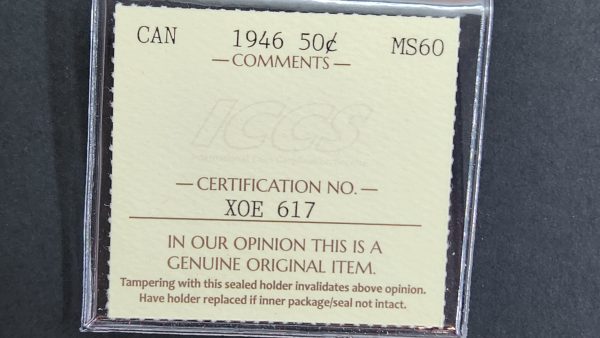 CAN 1946 50¢ MS60
— COMMENTS —
ICCS
— CERTIFICATION NO. —
XOE 617
IN OUR OPINION THIS IS A
GENUINE ORIGINAL ITEM.
Tampering with this sealed holder invalidates above opinion.
Have holder replaced if inner package/seal not intact.